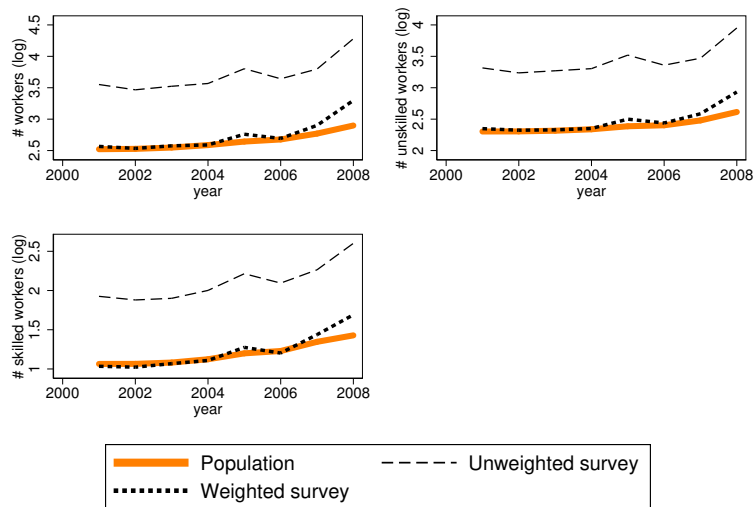 # workers (log)
4.5
4
3.5
3
2.5
2000 2002 2004 2006 2008
year
# unskilled workers (log)
4
3.5
3
2.5
2
2000 2002 2004 2006 2008
year
# skilled workers (log)
2.5
2
1.5
1
2000 2002 2004 2006 2008
year
Population
Unweighted survey
Weighted survey